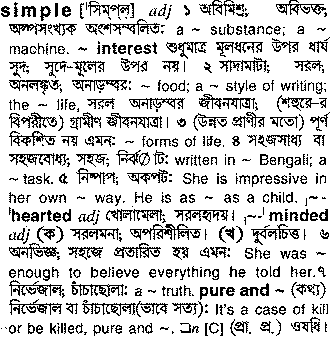 simple ['সিম্‌প্‌ল্] adj ১ অবিমিশ্র, অবিভক্ত,
অল্পসংখ্যক অংশসম্বলিত: a ~ substance; a ~
machine. ~ interest শুধুমাত্র মূলধনের উপর ধার্য
সুদ; সুদে-মূলের উপর নয়। ২ সাদামাটা; সরল;
অনলঙ্কৃত, অনাড়ম্বর: ~ food; a ~ style of writing;
the ~ life, সরল অনাড়ম্বর জীবনযাত্রা; (শহুরে-র
বিপরীতে) গ্রামীণ জীবনযাত্রা। ৩ (উন্নত প্রাণীর মতো) পূর্ণ
বিকশিত নয় এমন: ~ forms of life. ৪ সহজসাধ্য বা
সহজবোধ্য; সহজ; নির্ঝঞ্ঝাট: written in ~ Bengali; a
~ task. ৫ নিষ্পাপ; অকপট: She is impressive in
her own ~ way. He is as ~ as a child. ~-
hearted adj খোলামেলা; সরলহৃদয়। ~- minded
adj (ক) সরলমনা, অপরিশীলিত। (খ) দুর্বলচিত্ত। ৬
অনভিজ্ঞ, সহজে প্রতারিত হয় এমন: She was ~
enough to believe everything he told her.৭
নির্ভেজাল; চাঁচাছোলা: a ~ truth. pure and ~ (কথ্য)
নির্ভেজাল বা চাঁচাছোলা(ভাবে সত্য): It's a case of kill
or be killed, pure and ~. □n [C] (প্রা. প্র.) ওষধি।